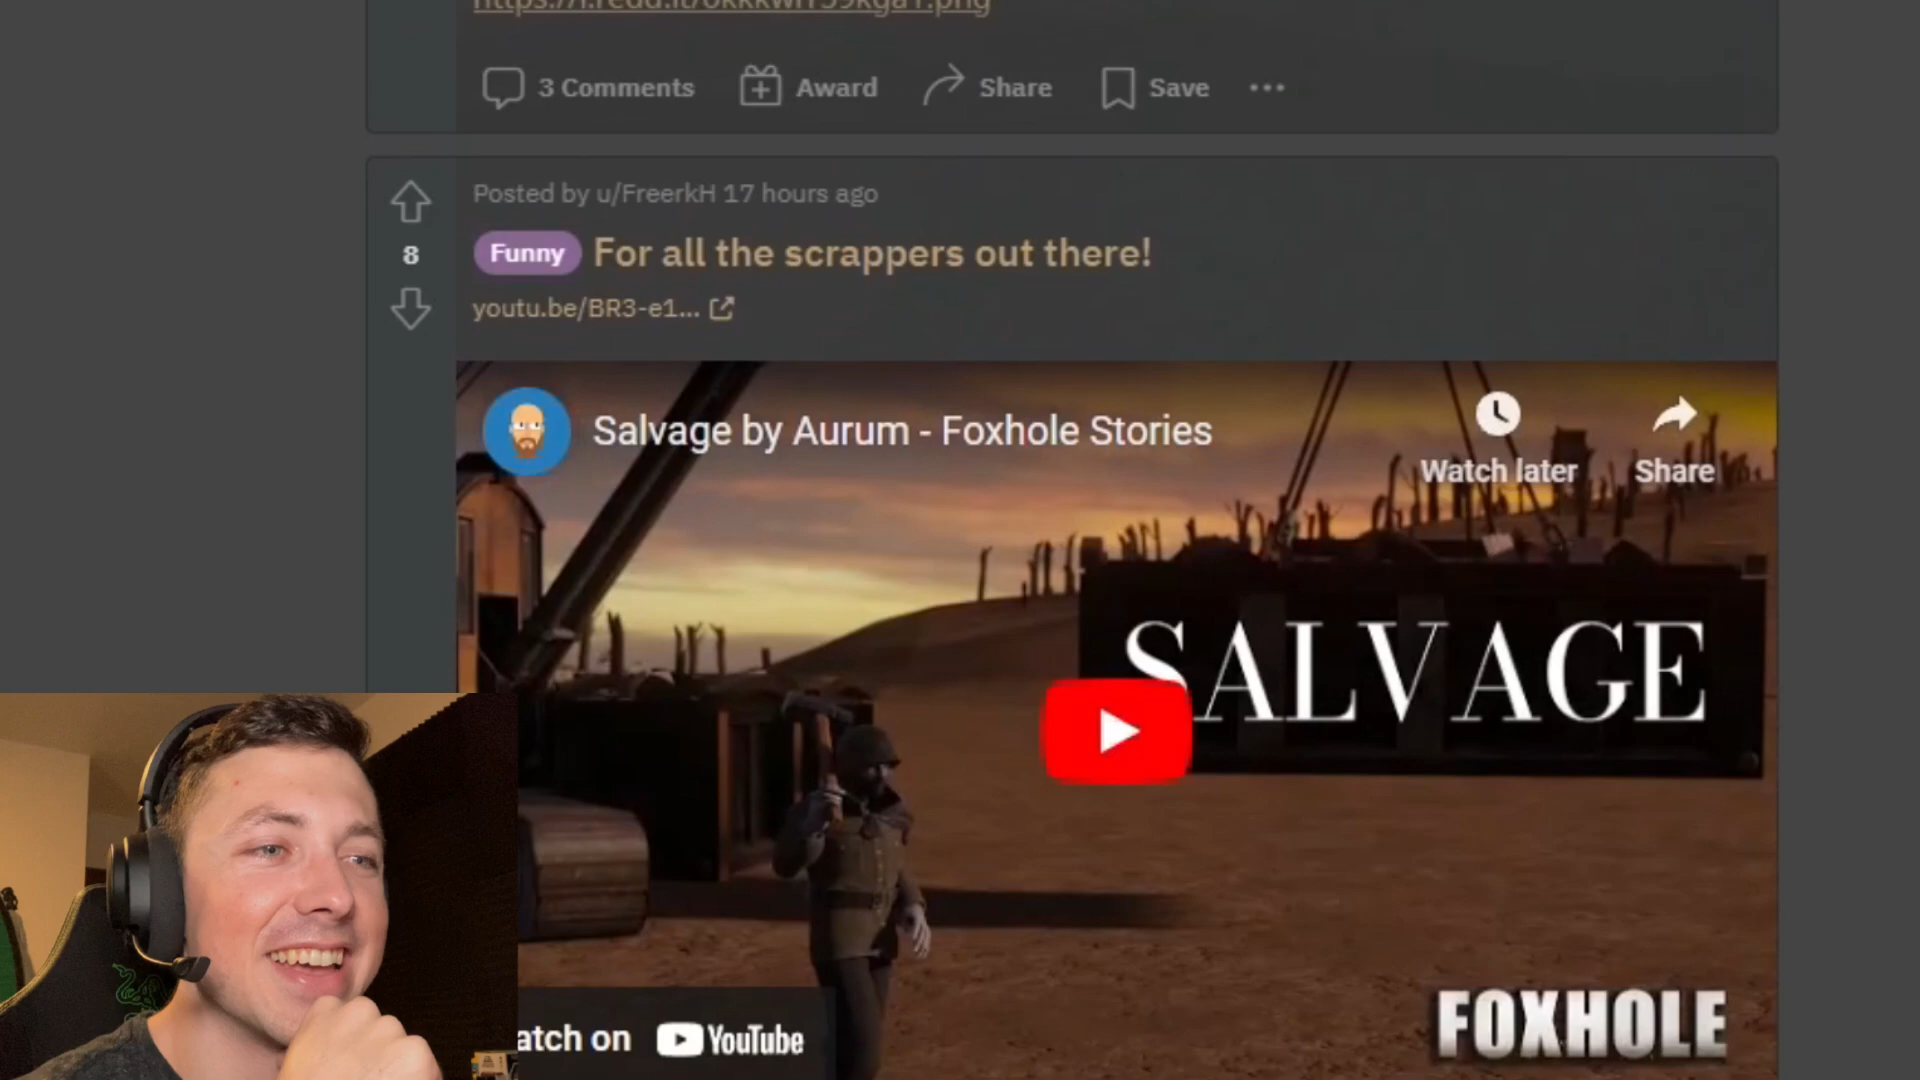 3 Comments
Award
Share
Save
Posted by u/FreerkH 17 hours ago
8
Funny
For all the scrappers out there!
youtu.be/BR3-e1...
Salvage by Aurum - Foxhole Stories
Watch later
Share
SALVAGE
atch on
YouTube
FOXHOLE